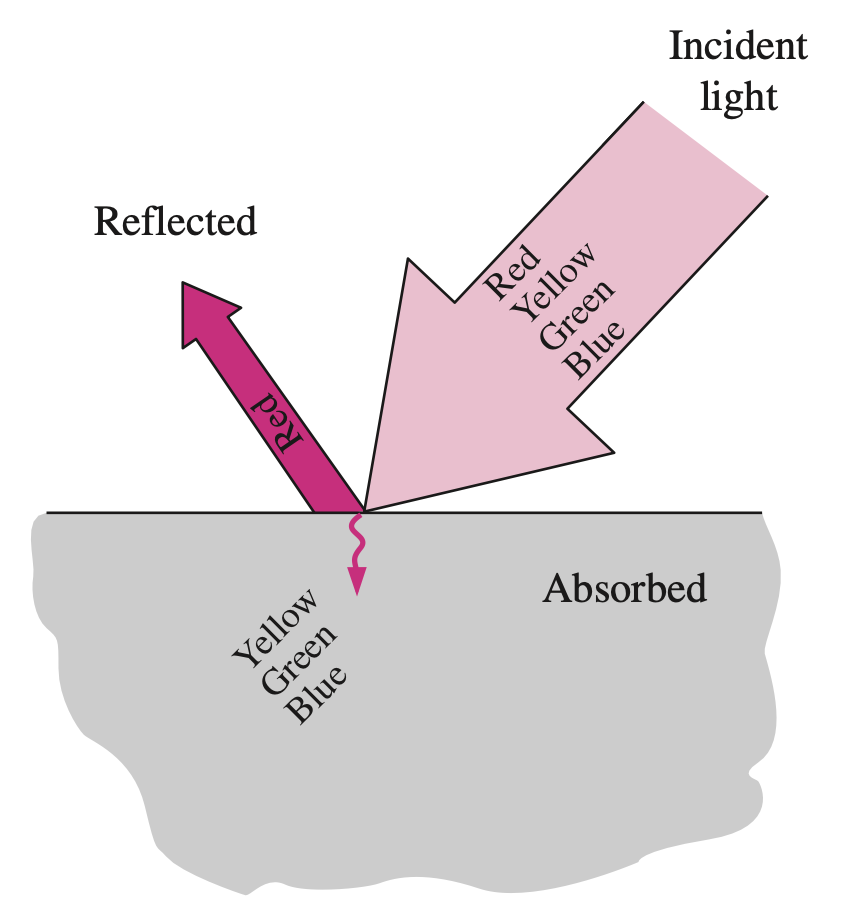 Incident
light
Reflected
Red
Yellow
Green
Blue
Red
Absorbed
Yellow
Green
Blue